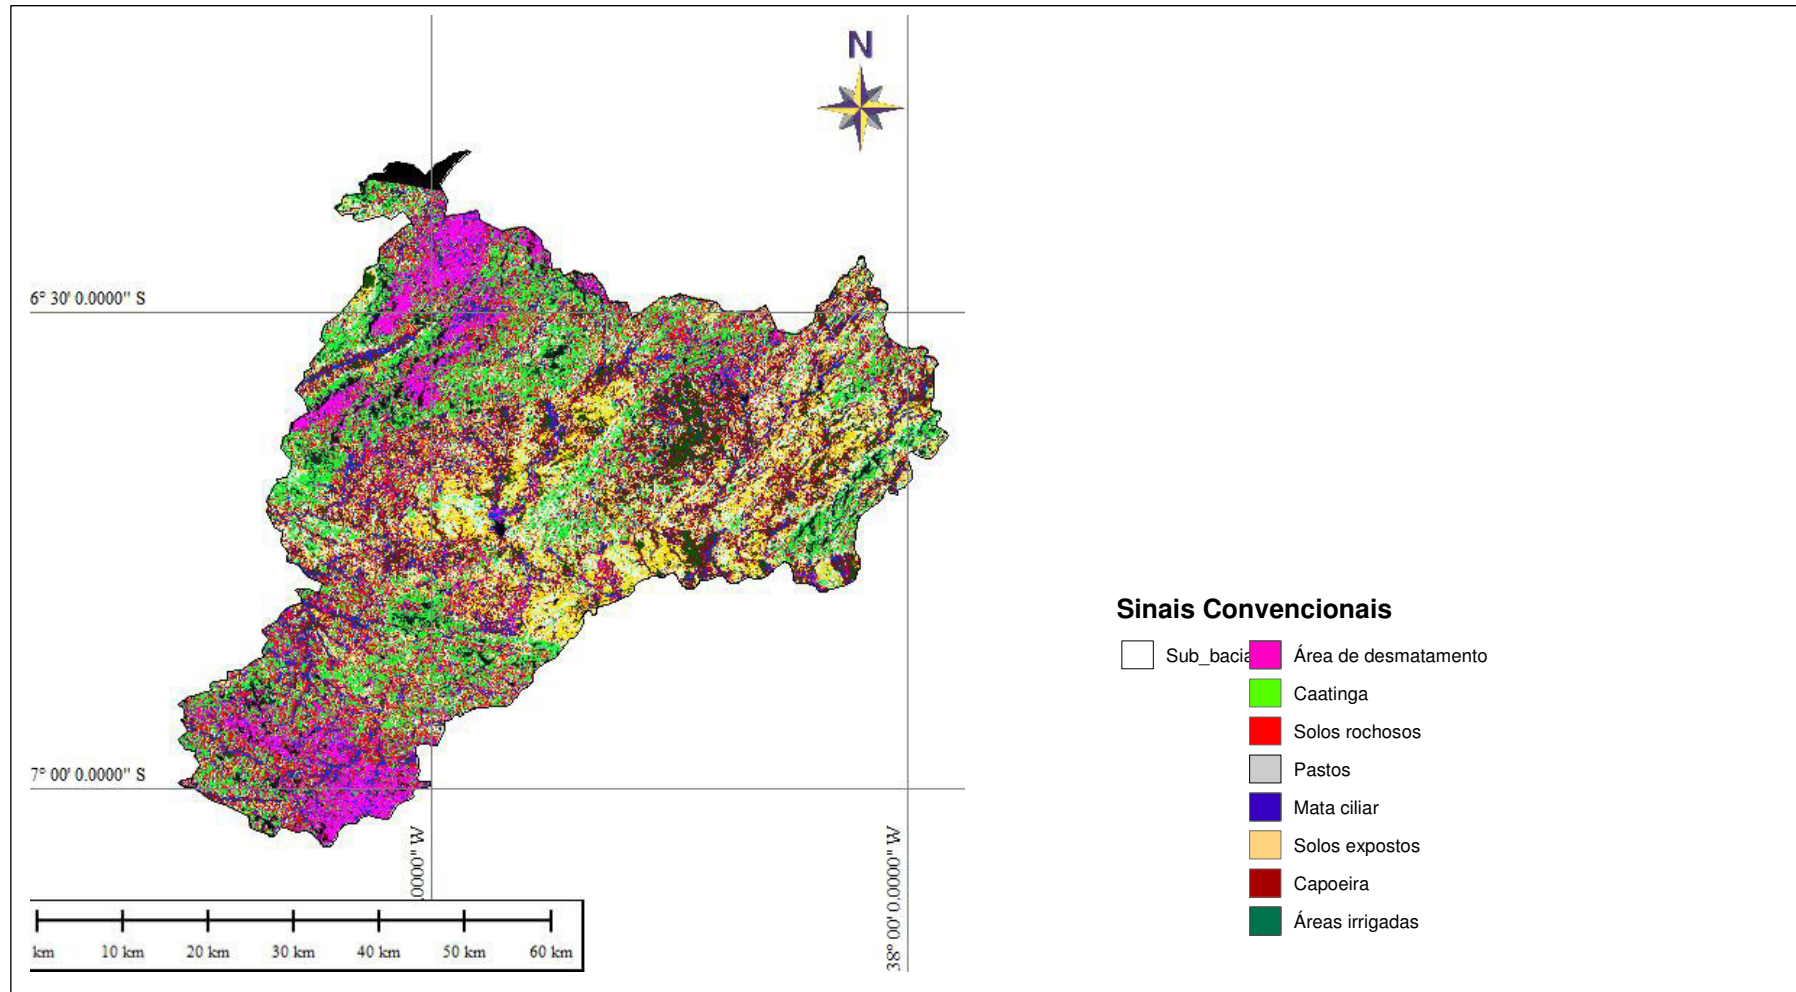 N
6° 30' 0.0000" S
7° 00' 0.0000" S
.0000" W
38° 00' 0.0000" W
km 10 km 20 km 30 km 40 km 50 km 60 km
Sinais Convencionais
Sub_bacia
Área de desmatamento
Caatinga
Solos rochosos
Pastos
Mata ciliar
Solos expostos
Capoeira
Áreas irrigadas